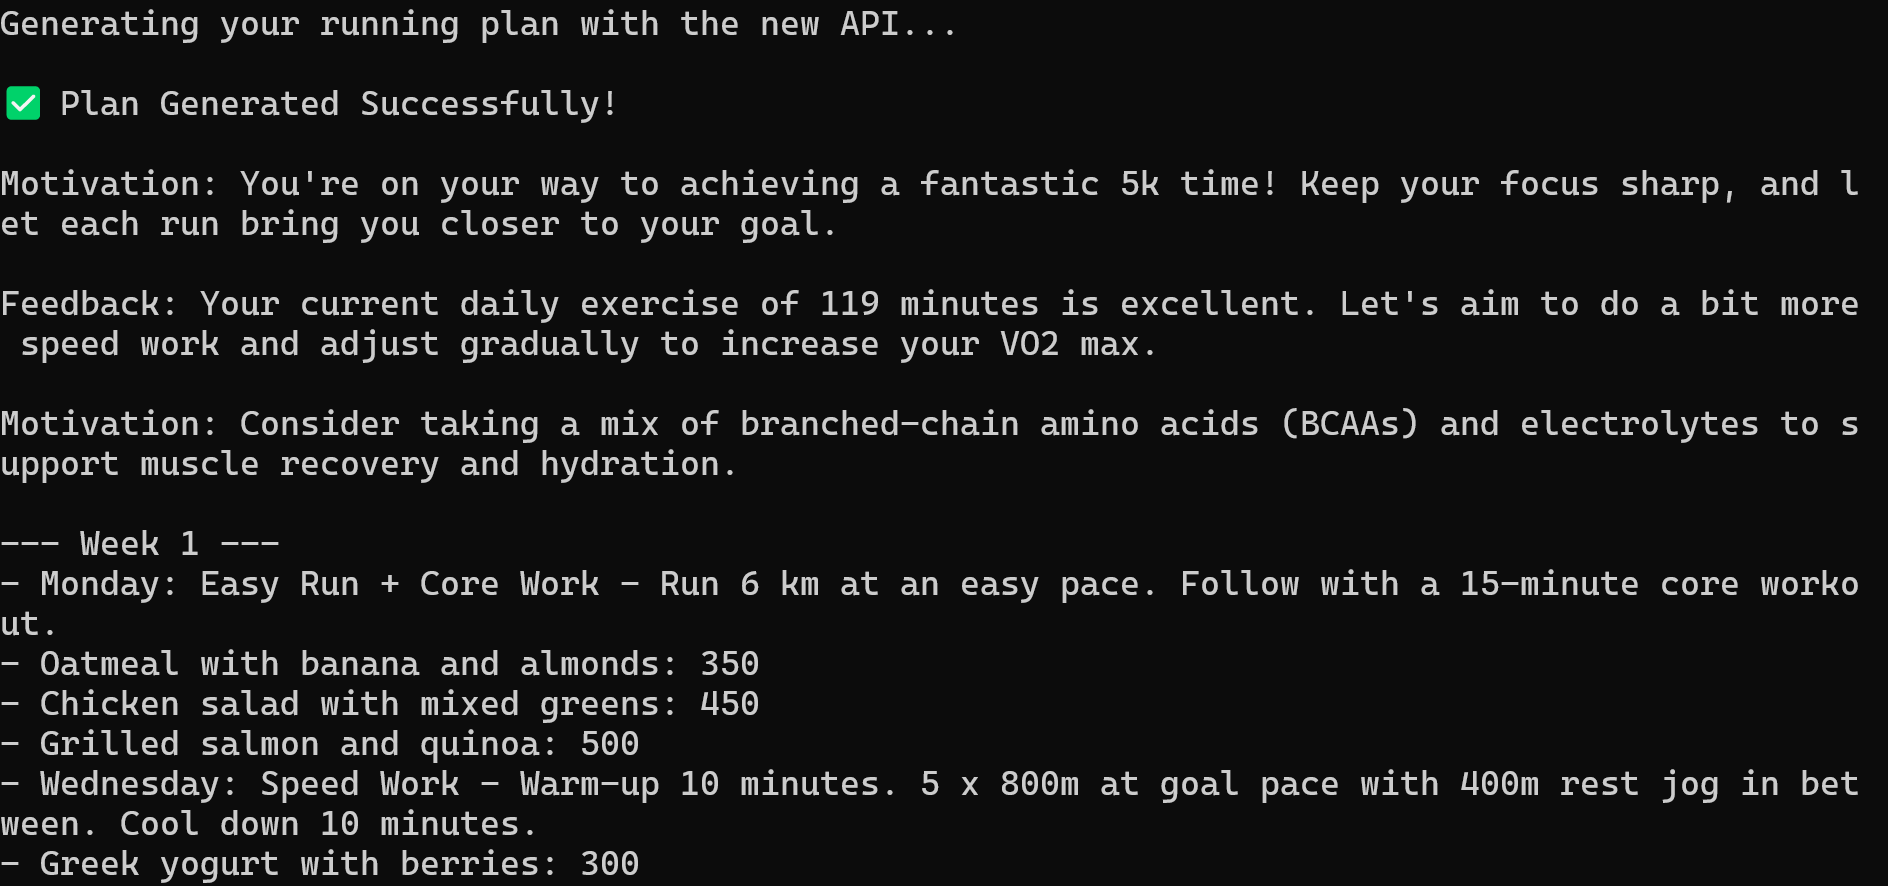 Generating your running plan with the new API...
✅ Plan Generated Successfully!
Motivation: You're on your way to achieving a fantastic 5k time! Keep your focus sharp, and l
et each run bring you closer to your goal.
Feedback: Your current daily exercise of 119 minutes is excellent. Let's aim to do a bit more
 speed work and adjust gradually to increase your VO2 max.
Motivation: Consider taking a mix of branched-chain amino acids (BCAAs) and electrolytes to s
upport muscle recovery and hydration.
--- Week 1 ---
- Monday: Easy Run + Core Work - Run 6 km at an easy pace. Follow with a 15-minute core worko
ut.
- Oatmeal with banana and almonds: 350
- Chicken salad with mixed greens: 450
- Grilled salmon and quinoa: 500
- Wednesday: Speed Work - Warm-up 10 minutes. 5 x 800m at goal pace with 400m rest jog in bet
ween. Cool down 10 minutes.
- Greek yogurt with berries: 300